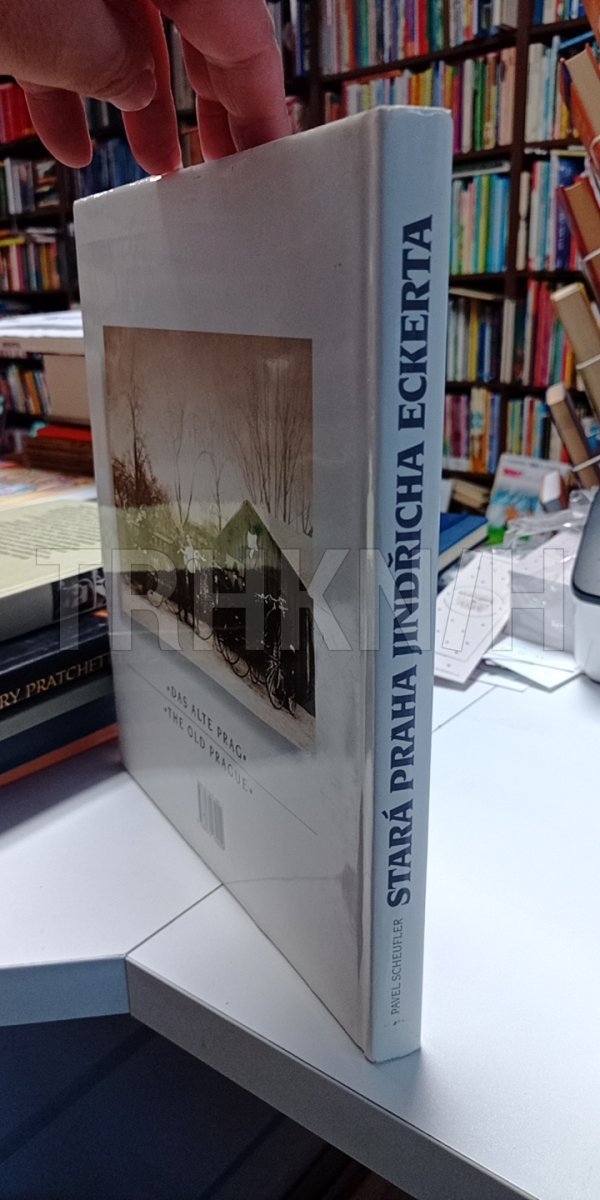 STARÁ PRAHA JINDŘICHA ECKERTA
PAVEL SCHEUFLER
•DAS ALTE PRAG•
•THE OLD PRAGUE•
RY PRATCHETT
TRHKNIH